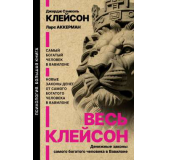 Джордж Сэмюэль
КЛЕЙСОН
Парк АККЕРМАН
САМЫЙ
БОГАТЫЙ
ЧЕЛОВЕК
В ВАВИЛОНЕ
НОВЫЕ
ЗАКОНЫ ДЕНЕГ
ОТ САМОГО
БОГАТОГО
ЧЕЛОВЕКА
В ВАВИЛОНЕ
ПСИХОЛОГИЯ. БОЛЬШАЯ КНИГА
ВЕСЬ
КЛЕЙСОН
Денежные законы
самого богатого человека в Вавилоне